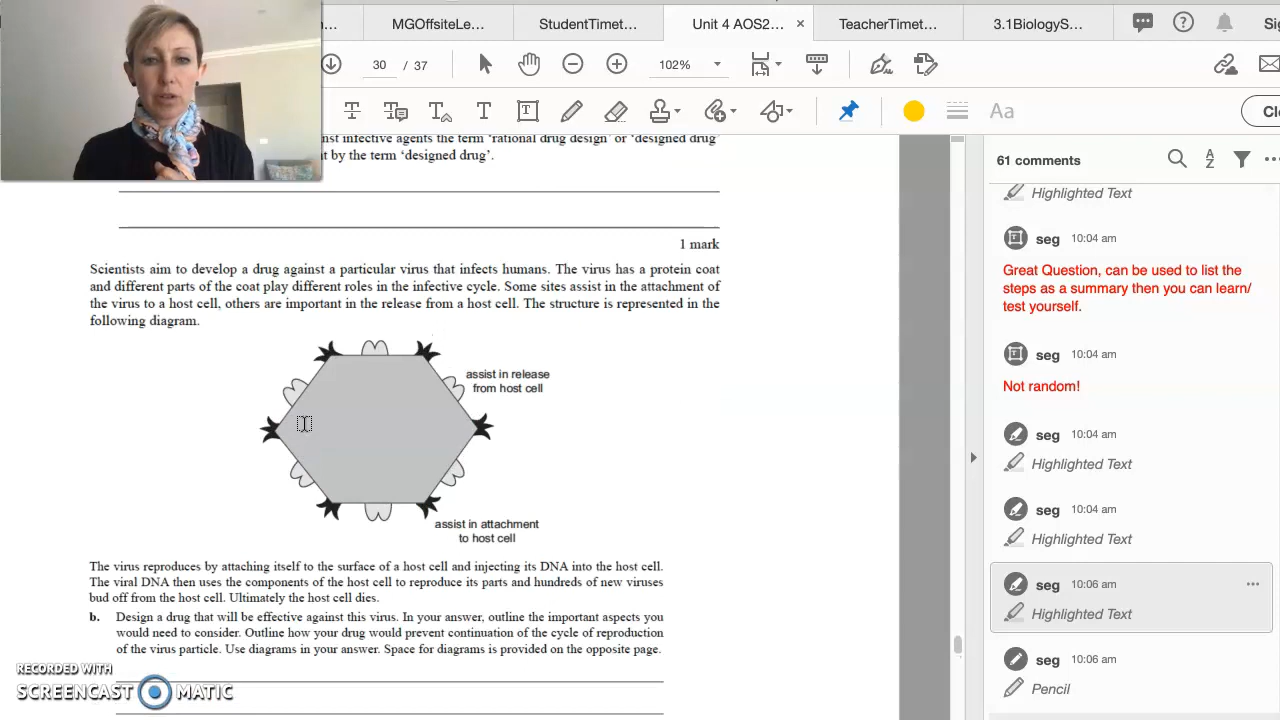 MGOffsiteLe...
StudentTimet...
Unit 4 AOS2...
×
TeacherTimet...
3.1BiologyS...
30 / 37
102%
Aa
61 comments
Highlighted Text
seg 10:04 am
Great Question, can be used to list the
steps as a summary then you can learn/
test yourself.
seg 10:04 am
Not random!
seg 10:04 am
Highlighted Text
seg 10:04 am
Highlighted Text
seg 10:06 am
Highlighted Text
seg 10:06 am
Pencil
infective agents the term ‘rational drug design’ or ‘designed drug’
by the term ‘designed drug’.
1 mark
Scientists aim to develop a drug against a particular virus that infects humans. The virus has a protein coat
and different parts of the coat play different roles in the infective cycle. Some sites assist in the attachment of
the virus to a host cell, others are important in the release from a host cell. The structure is represented in the
following diagram.
assist in release
from host cell
assist in attachment
to host cell
The virus reproduces by attaching itself to the surface of a host cell and injecting its DNA into the host cell.
The viral DNA then uses the components of the host cell to reproduce its parts and hundreds of new viruses
bud off from the host cell. Ultimately the host cell dies.
b. Design a drug that will be effective against this virus. In your answer, outline the important aspects you
would need to consider. Outline how your drug would prevent continuation of the cycle of reproduction
of the virus particle. Use diagrams in your answer. Space for diagrams is provided on the opposite page.
RECORDED WITH
SCREENCAST MATIC